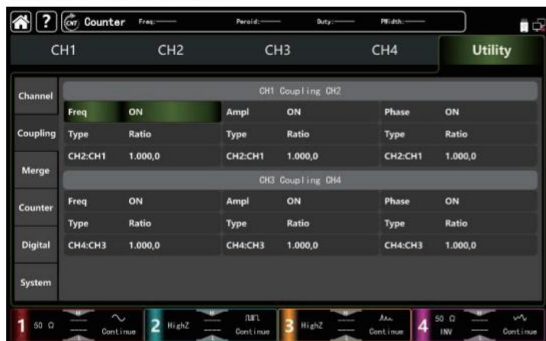 ? CNT Counter Freq:—— Peroid:—— Duty:—— PWidth:——
CH1 CH2 CH3 CH4 Utility
Channel
Coupling
Merge
Counter
Digital
System
CH1 Coupling CH2
Freq ON Ampl ON Phase ON
Type Ratio Type Ratio Type Ratio
CH2:CH1 1.000,0 CH2:CH1 1.000,0 CH2:CH1 1.000,0
CH3 Coupling CH4
Freq ON Ampl ON Phase ON
Type Ratio Type Ratio Type Ratio
CH4:CH3 1.000,0 CH4:CH3 1.000,0 CH4:CH3 1.000,0
1 50 Ω Continue 2 HighZ Continue 3 HighZ Continue 4 50 Ω INV Continue